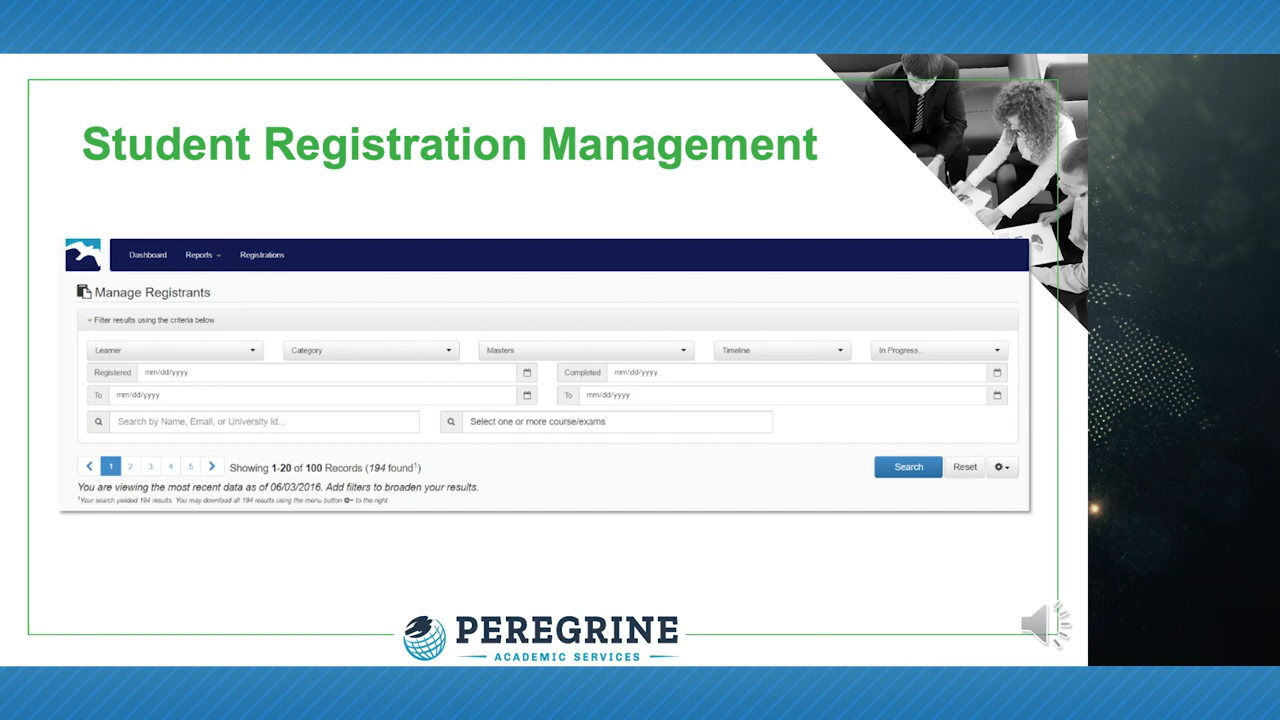 Student Registration Management
Dashboard Reports Registrations
Manage Registrants
Filter results using the criteria below
Learner Category Masters Timeline In Progress...
Registered mm/dd/yyyy Completed mm/dd/yyyy
To mm/dd/yyyy To mm/dd/yyyy
Search by Name, Email, or University Id... Select one or more course/exams
1 2 3 4 5 Showing 1-20 of 100 Records (194 found¹) Search Reset
You are viewing the most recent data as of 06/03/2016. Add filters to broaden your results.
¹Your search yielded 194 results. You may download all 194 results using the menu button to the right.
PEREGRINE
ACADEMIC SERVICES